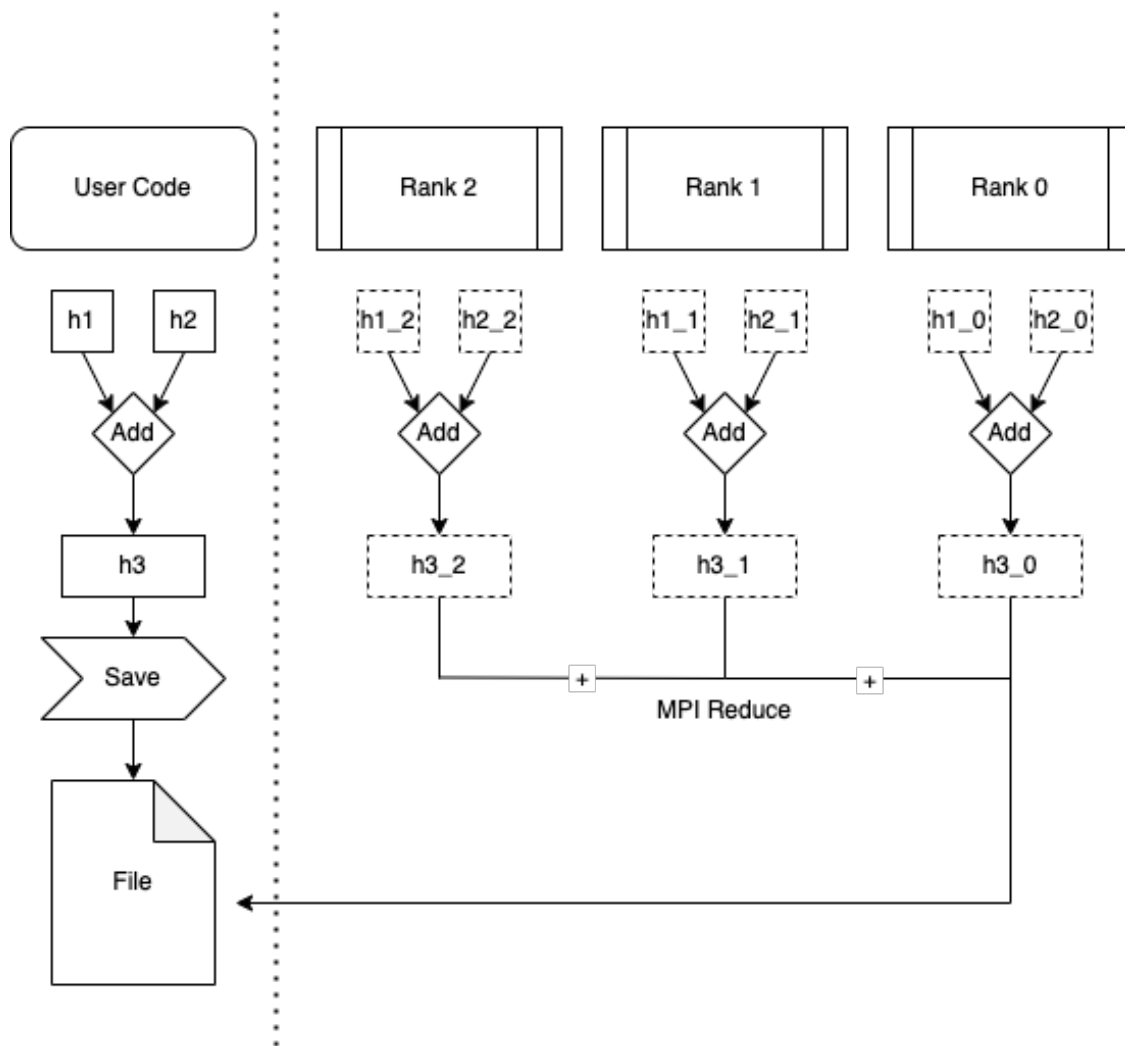 User Code
Rank 2
Rank 1
Rank 0
h1
h2
h1_2
h2_2
h1_1
h2_1
h1_0
h2_0
Add
Add
Add
Add
h3
h3_2
h3_1
h3_0
Save
+
+
MPI Reduce
File